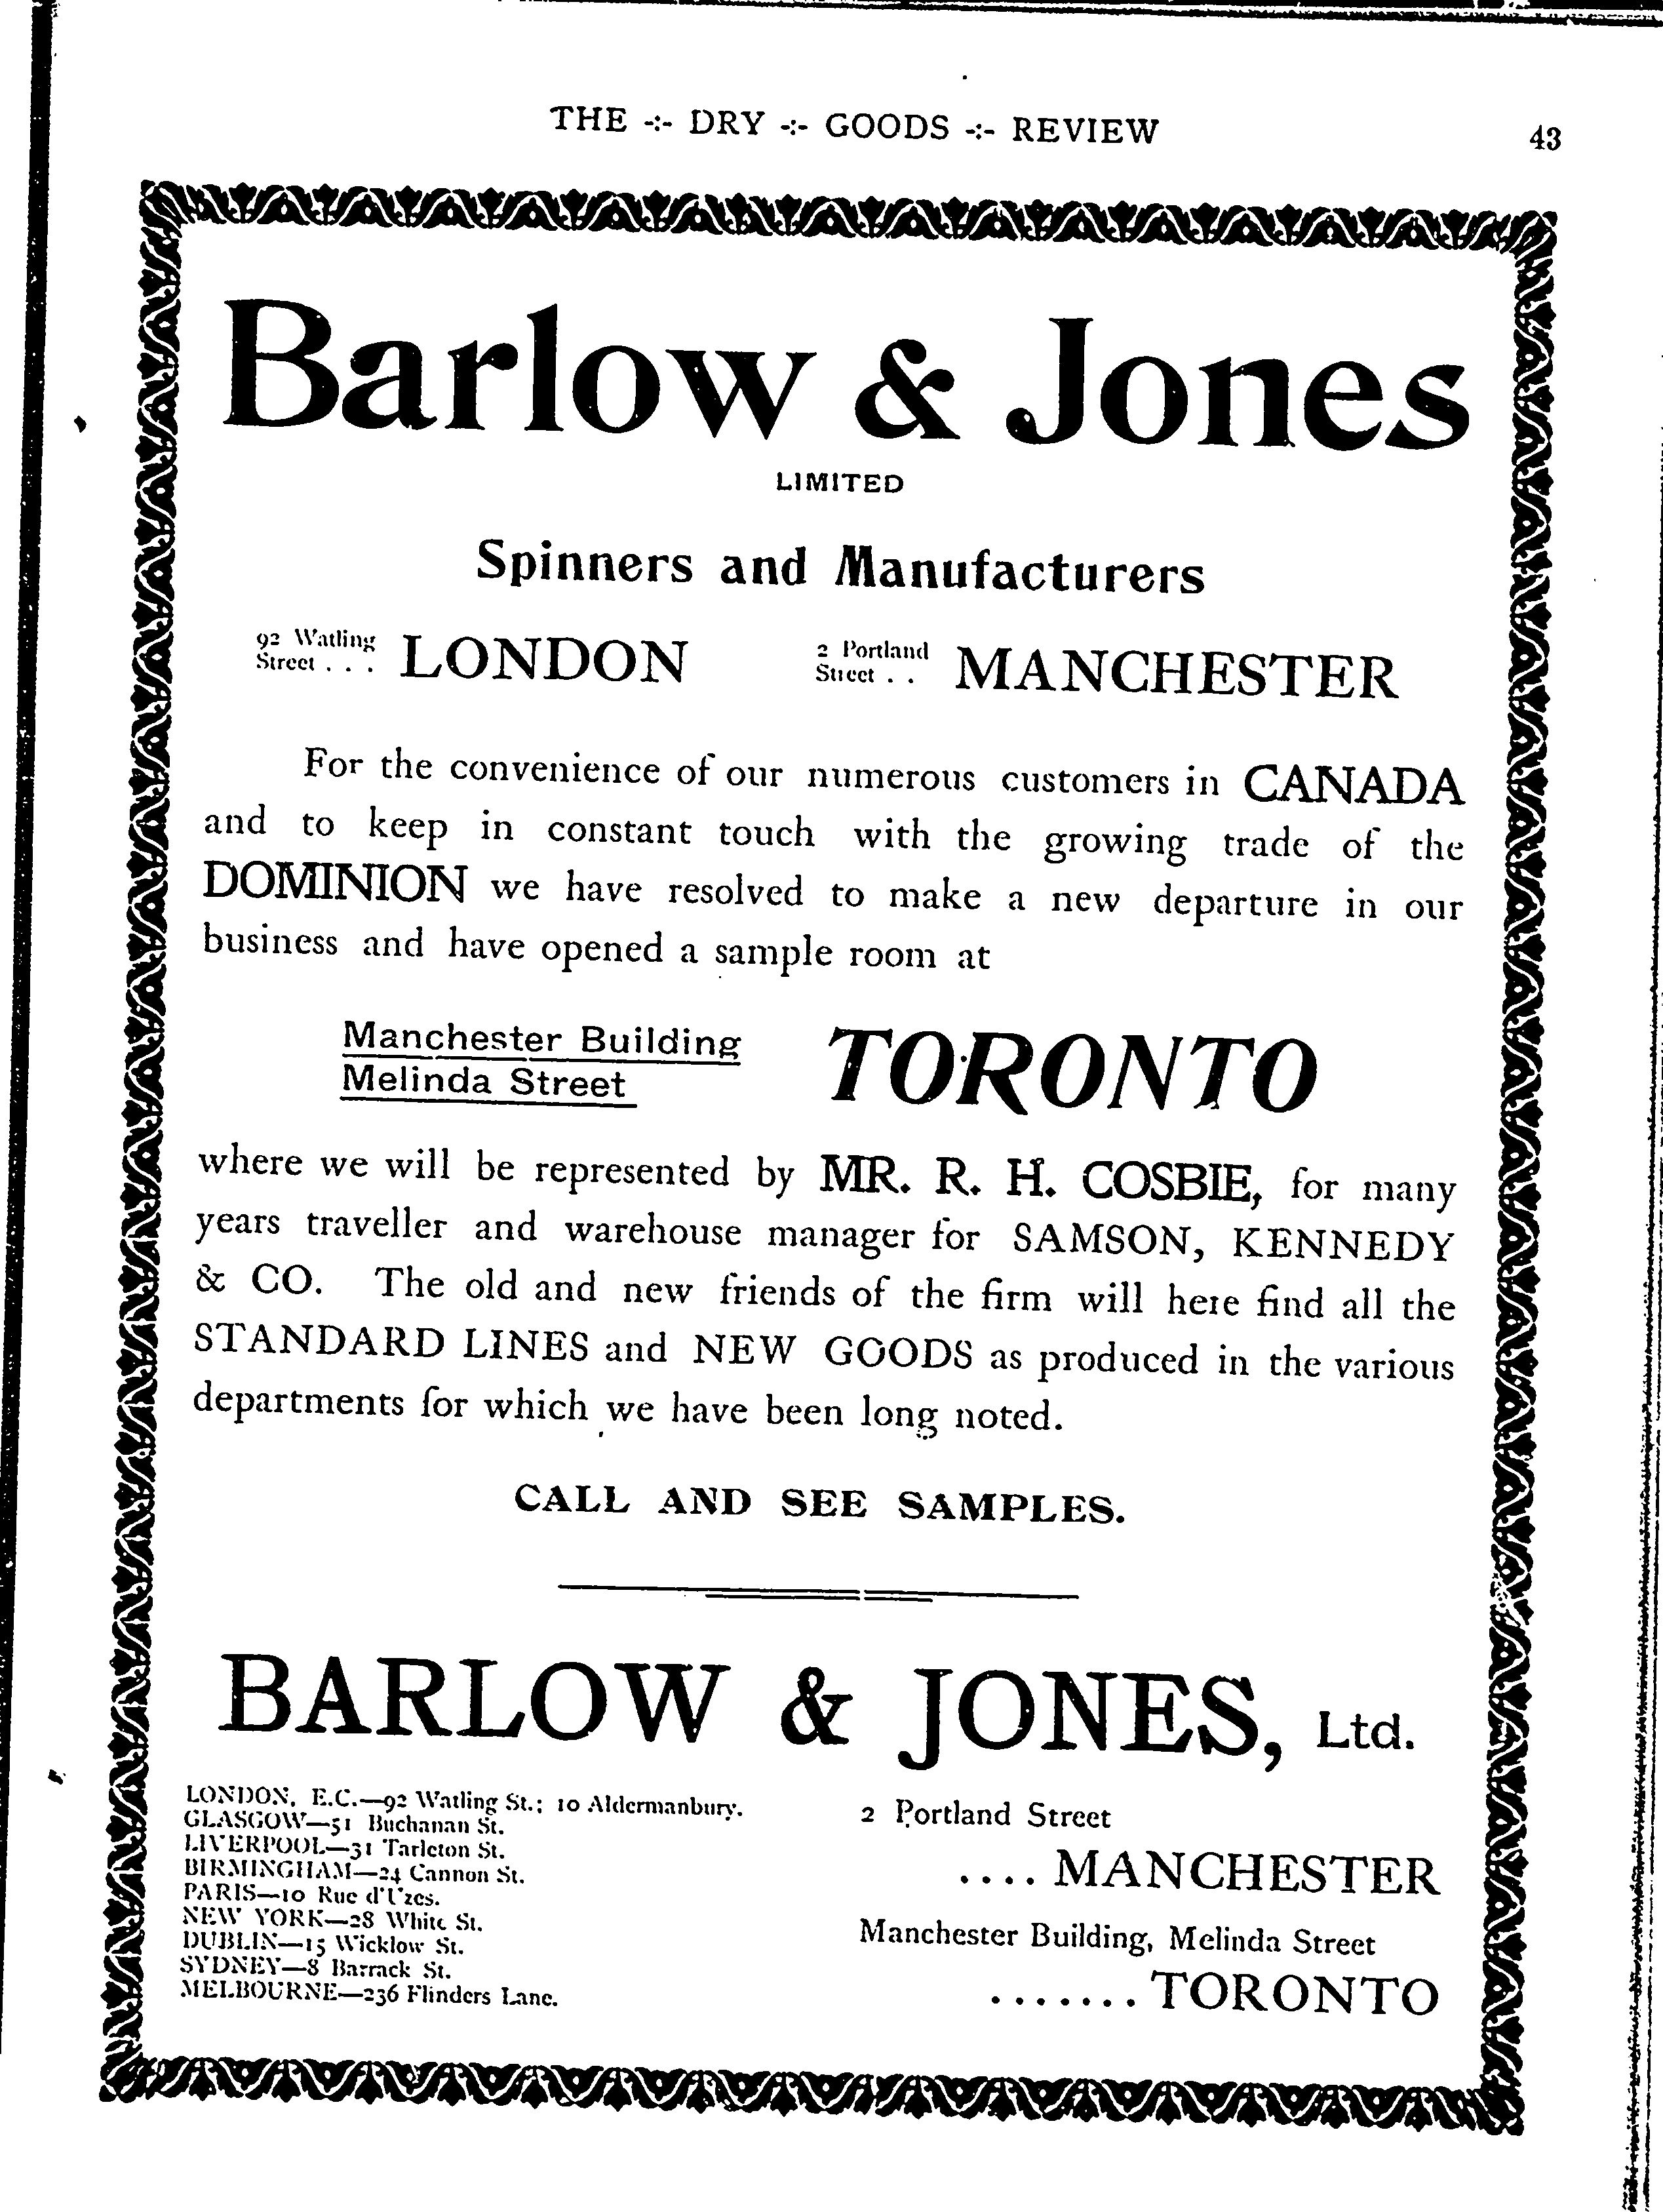 THE -:- DRY -:- GOODS -:- REVIEW
43
Barlow & Jones
LIMITED
Spinners and Manufacturers
92 Watling
Street . . . LONDON
2 Portland
Street . . MANCHESTER
For the convenience of our numerous customers in CANADA
and to keep in constant touch with the growing trade of the
DOMINION we have resolved to make a new departure in our
business and have opened a sample room at
Manchester Building
Melinda Street
TORONTO
where we will be represented by MR. R. H. COSBIE, for many
years traveller and warehouse manager for SAMSON, KENNEDY
& CO. The old and new friends of the firm will here find all the
STANDARD LINES and NEW GOODS as produced in the various
departments for which we have been long noted.
CALL AND SEE SAMPLES.
BARLOW & JONES, Ltd.
LONDON, E.C.—92 Watling St.; 10 Aldermanbury.
GLASGOW—51 Buchanan St.
LIVERPOOL—31 Tarleton St.
BIRMINGHAM—24 Cannon St.
PARIS—10 Rue d'Uzes.
NEW YORK—28 White St.
DUBLIN—15 Wicklow St.
SYDNEY—8 Barrack St.
MELBOURNE—236 Flinders Lane.
2 Portland Street
.... MANCHESTER
Manchester Building, Melinda Street
....... TORONTO